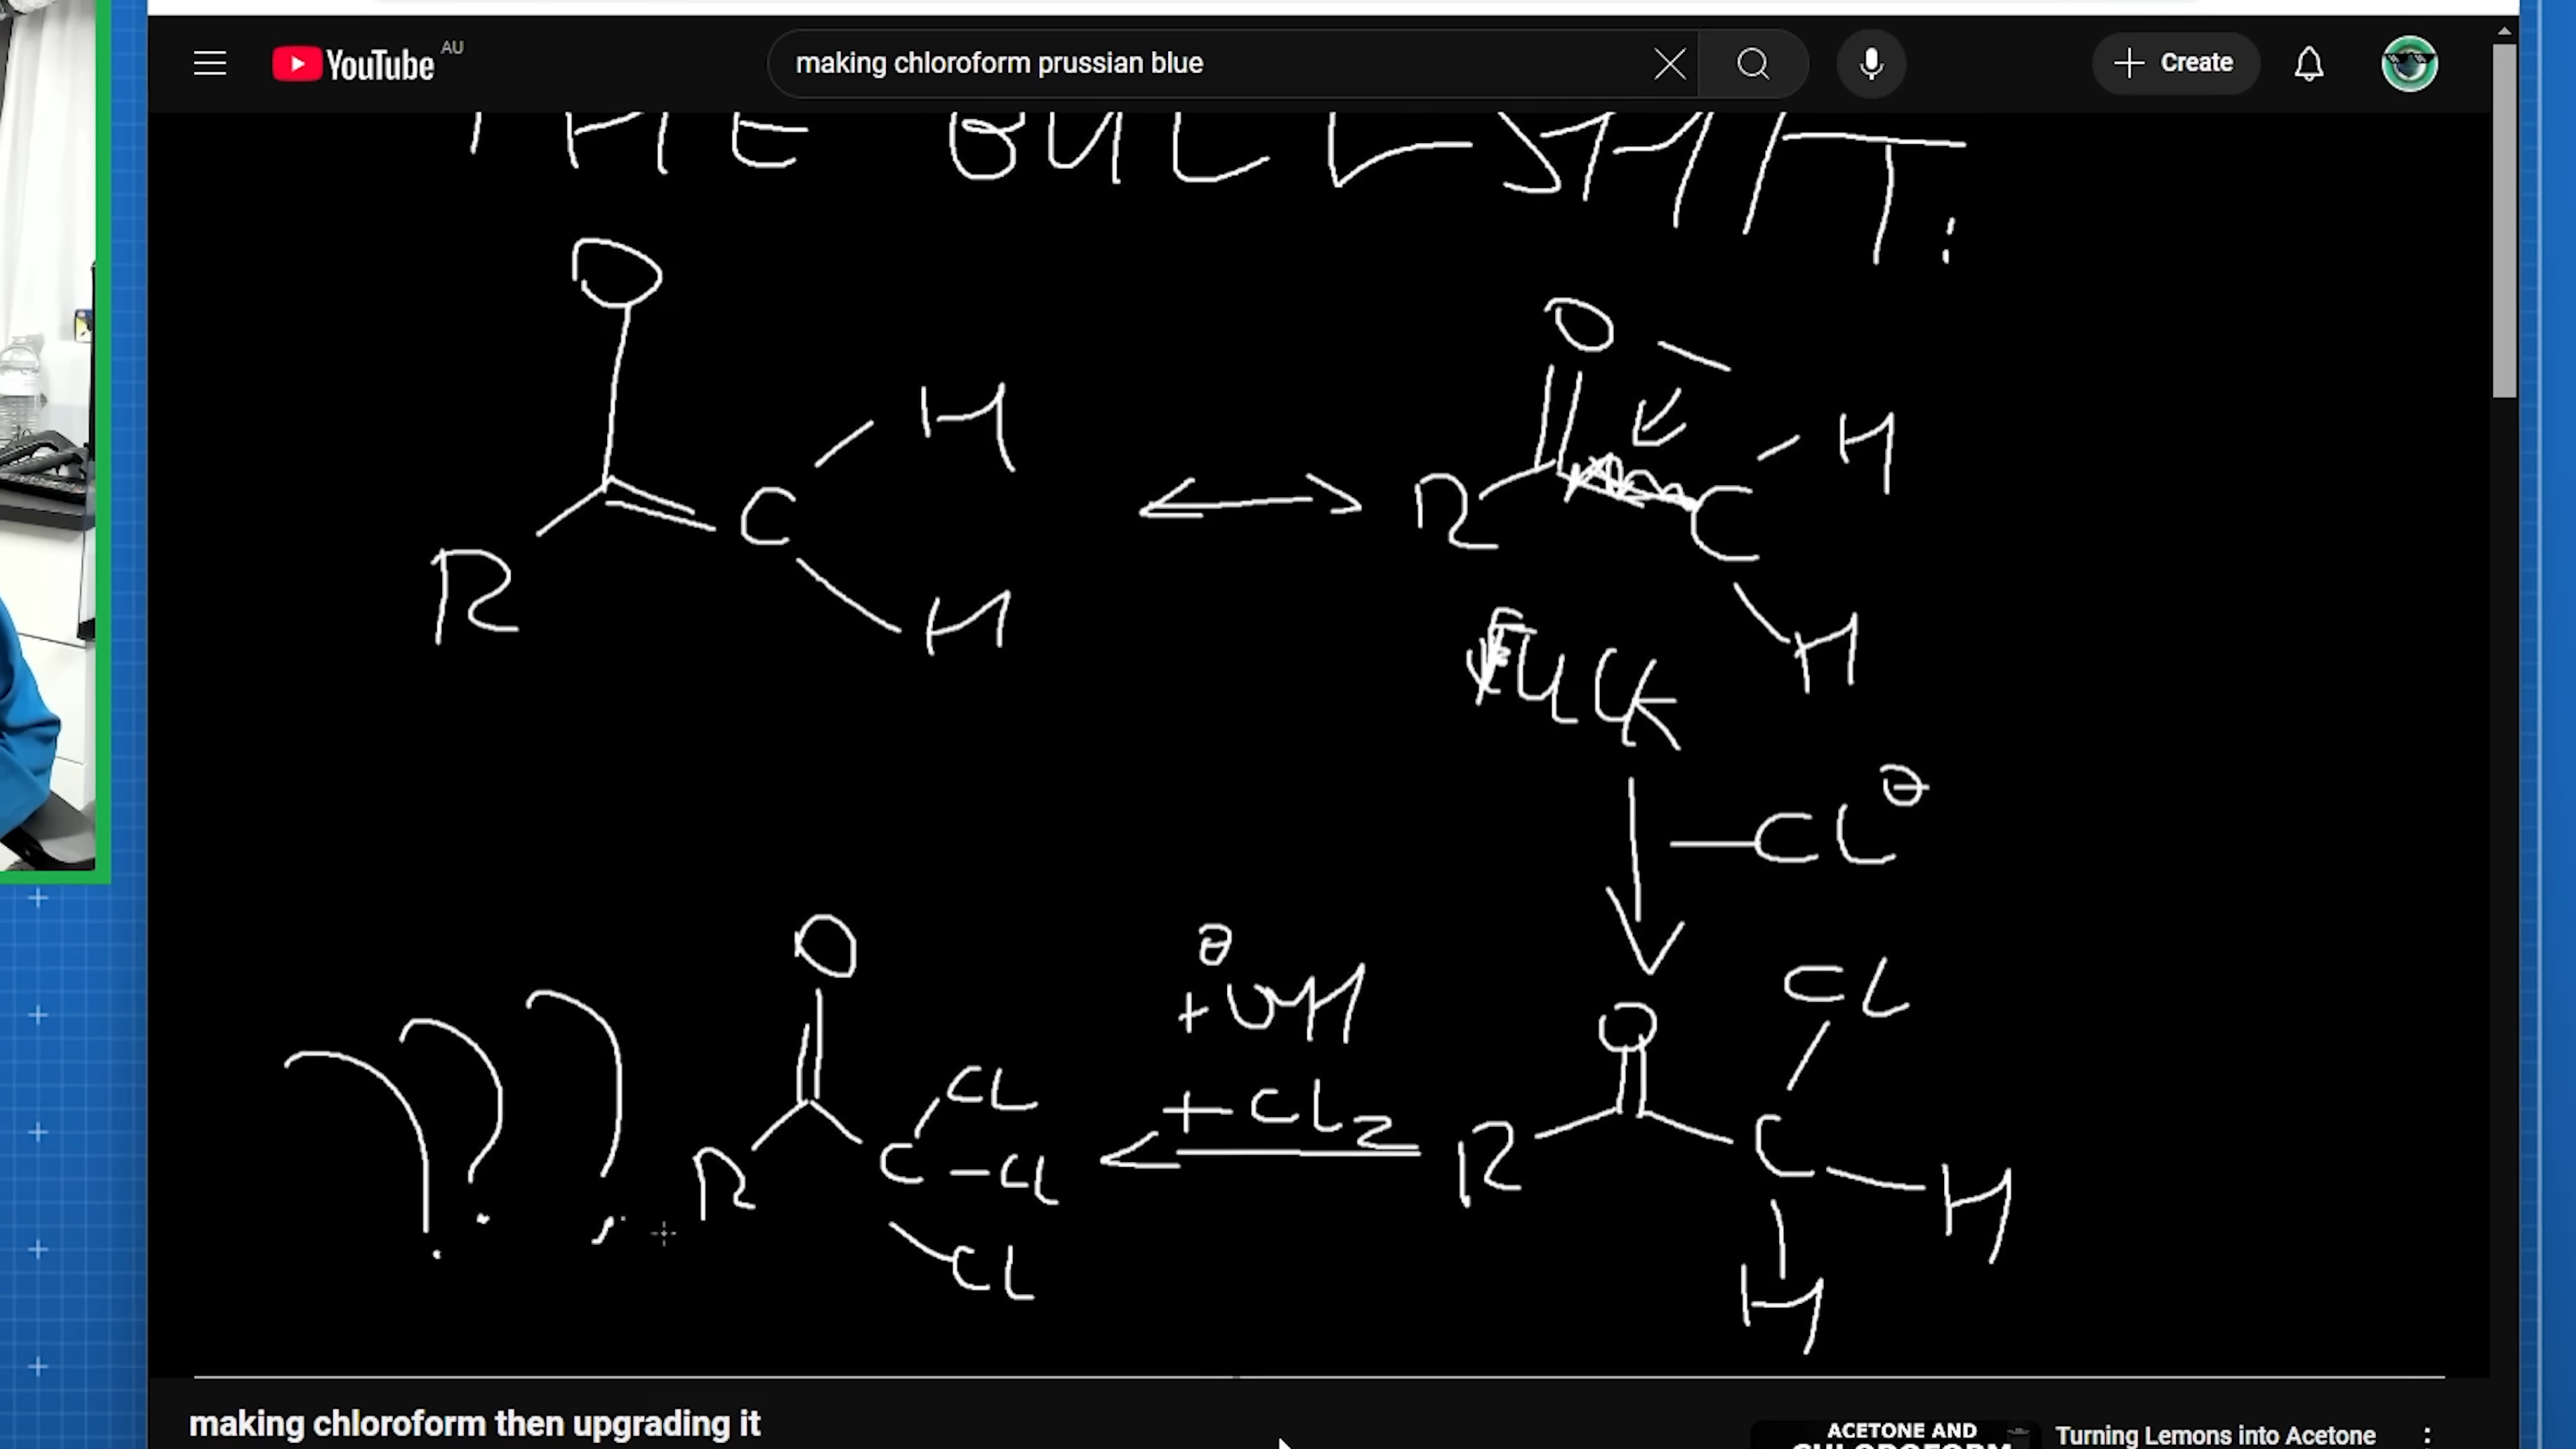 YouTube AU
making chloroform prussian blue
Create
THE BULLSHIT:
O
O
H
H
C
R
C
R
H
H
FUCK
CL
O
OH
+
CL
O
CL
+ CL2
R
C
C - Cl
R
H
CL
H
making chloroform then upgrading it
ACETONE AND
Turning Lemons into Acetone
CHLOROFORM